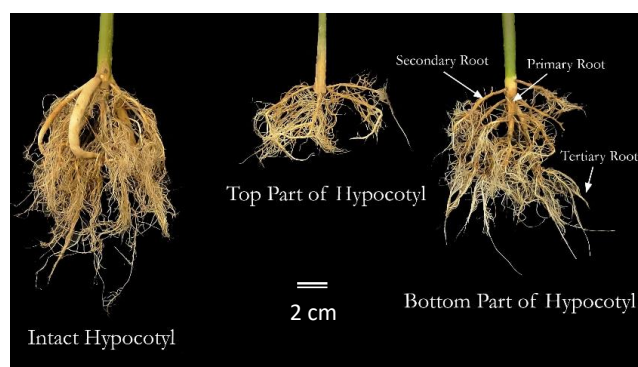 Secondary Root
Primary Root
Tertiary Root
Top Part of Hypocotyl
2 cm
Bottom Part of Hypocotyl
Intact Hypocotyl